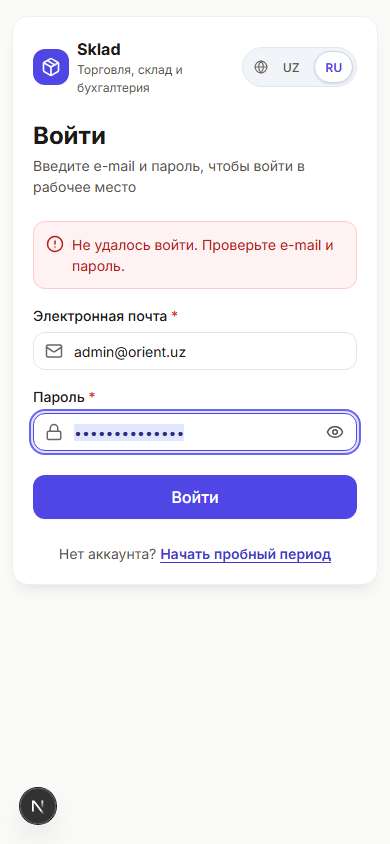 Sklad
Торговля, склад и
бухгалтерия
UZ
RU
Войти
Введите e-mail и пароль, чтобы войти в
рабочее место
Не удалось войти. Проверьте e-mail и
пароль.
Электронная почта *
admin@orient.uz
Пароль *
••••••••••••••
Войти
Нет аккаунта? Начать пробный период
N